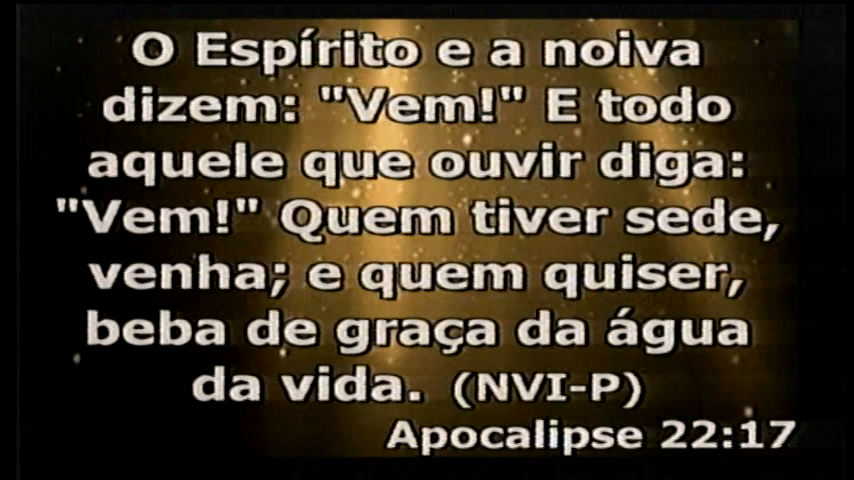 O Espírito e a noiva
dizem: "Vem!" E todo
aquele que ouvir diga:
"Vem!" Quem tiver sede,
venha; e quem quiser,
beba de graça da água
da vida. (NVI-P)
Apocalipse 22:17